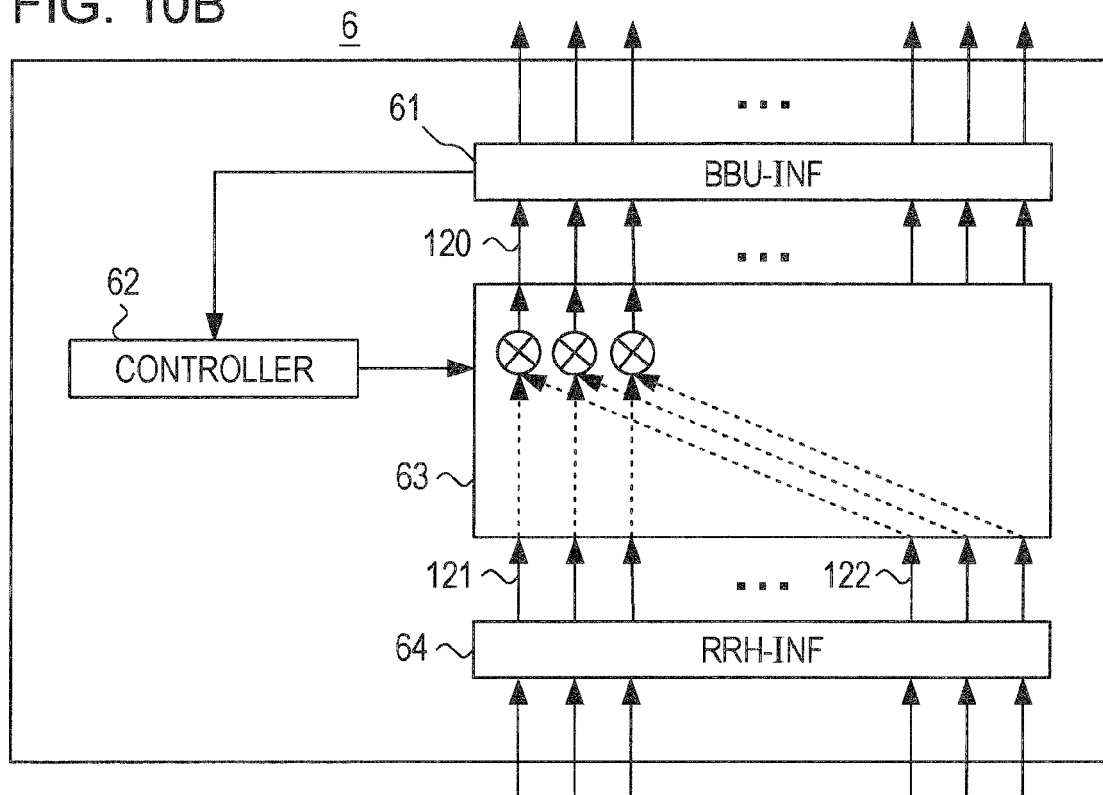 FIG. 10B
6
61
BBU-INF
120
62
CONTROLLER
63
121
122
64
RRH-INF